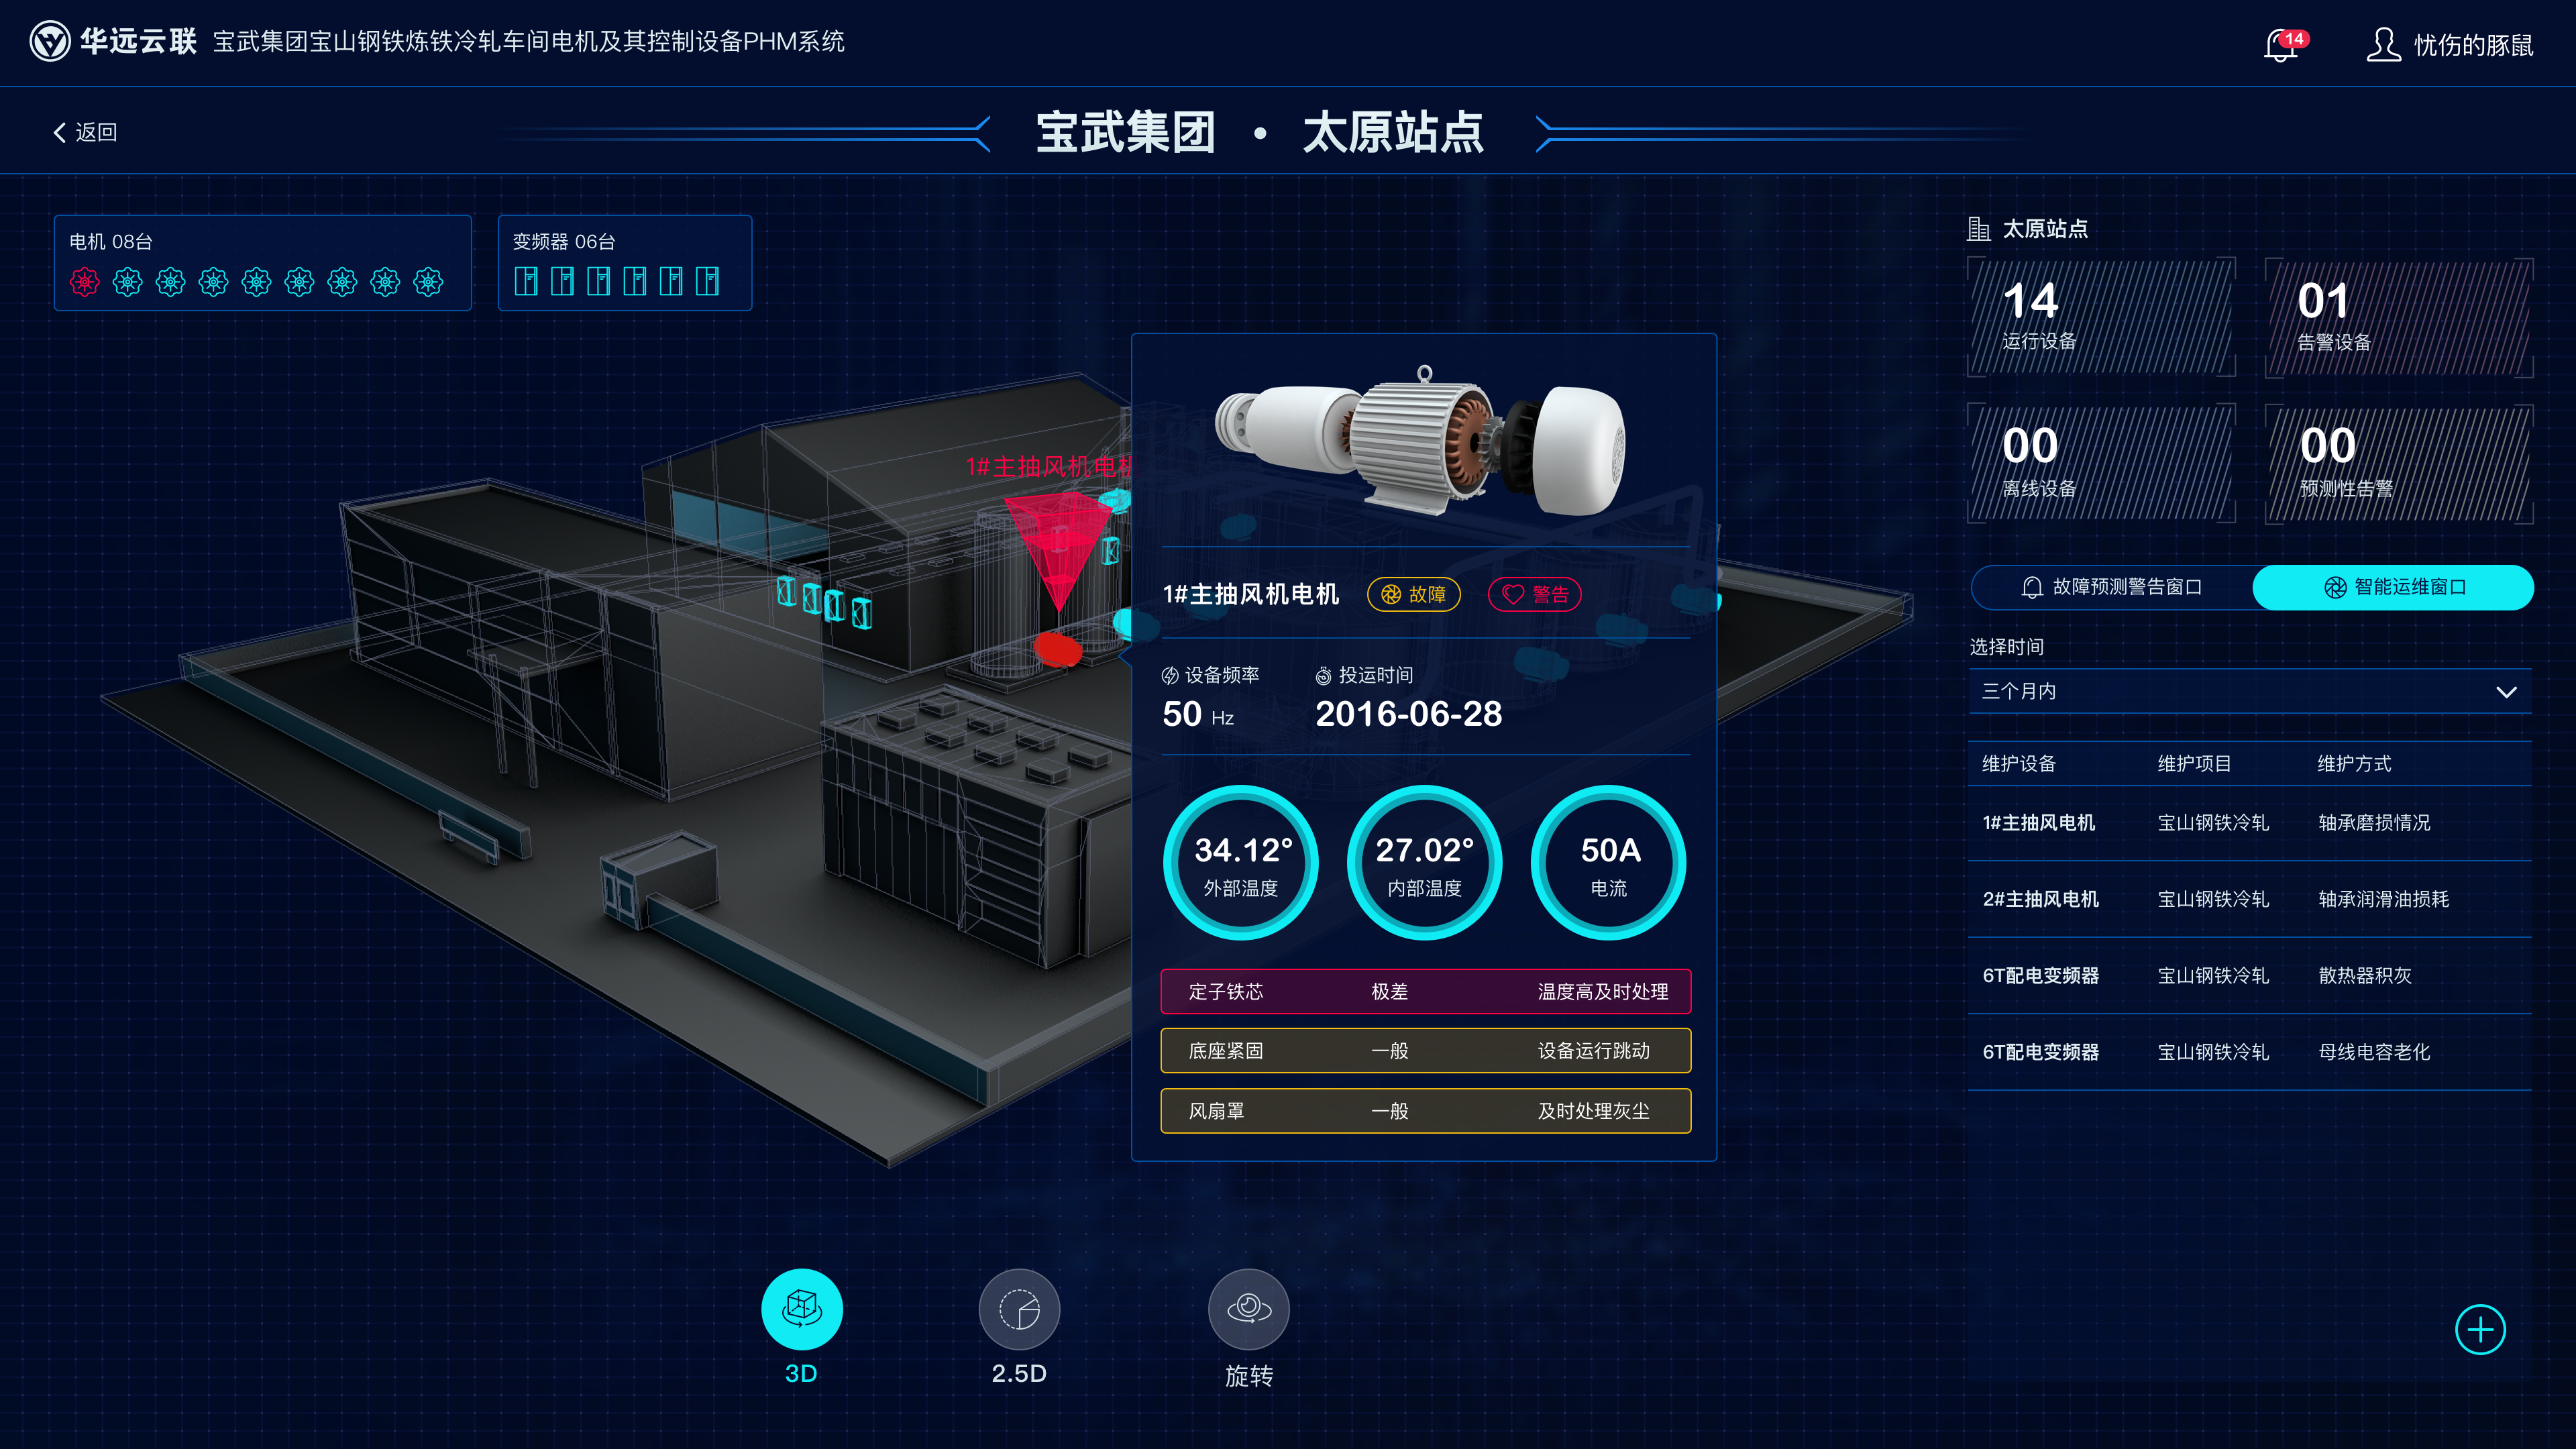 华远云联 宝武集团宝山钢铁炼铁冷轧车间电机及其控制设备PHM系统
14
忧伤的豚鼠
返回
宝武集团 · 太原站点
电机 08台
变频器 06台
太原站点
14
运行设备
01
告警设备
00
离线设备
00
预测性告警
1#主抽风机电机
1#主抽风机电机 故障 警告
设备频率
50 Hz
投运时间
2016-06-28
34.12°
外部温度
27.02°
内部温度
50A
电流
定子铁芯 极差 温度高及时处理
底座紧固 一般 设备运行跳动
风扇罩 一般 及时处理灰尘
故障预测警告窗口 智能运维窗口
选择时间
三个月内
维护设备 维护项目 维护方式
1#主抽风电机 宝山钢铁冷轧 轴承磨损情况
2#主抽风电机 宝山钢铁冷轧 轴承润滑油损耗
6T配电变频器 宝山钢铁冷轧 散热器积灰
6T配电变频器 宝山钢铁冷轧 母线电容老化
3D
2.5D
旋转